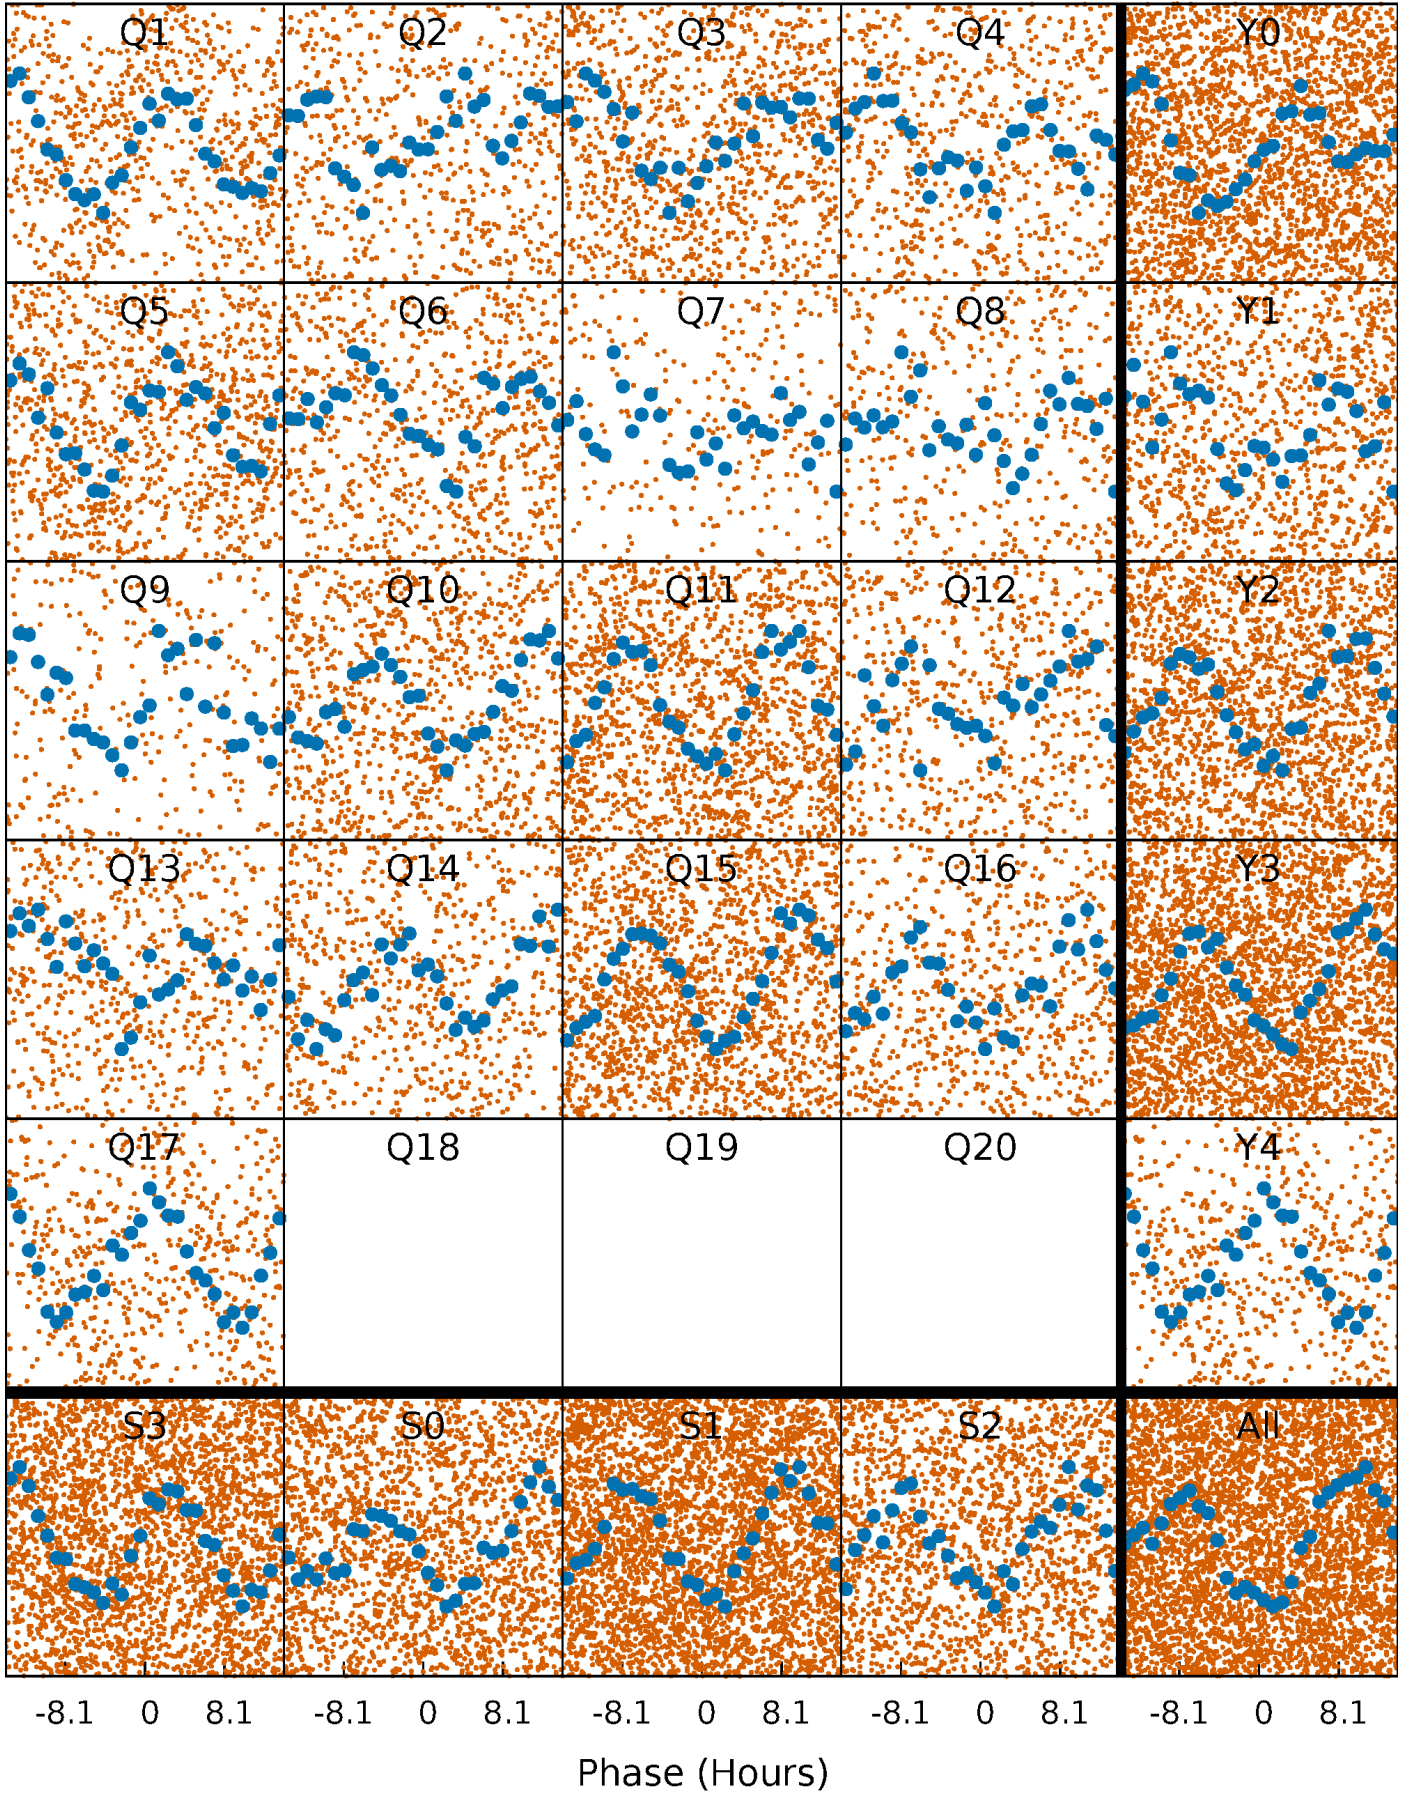 Q1 Q2 Q3 Q4 Y0
Q5 Q6 Q7 Q8 Y1
Q9 Q10 Q11 Q12 Y2
Q13 Q14 Q15 Q16 Y3
Q17 Q18 Q19 Q20 Y4
S3 S0 S1 S2 All
-8.1 0 8.1 -8.1 0 8.1 -8.1 0 8.1 -8.1 0 8.1 -8.1 0 8.1
Phase (Hours)